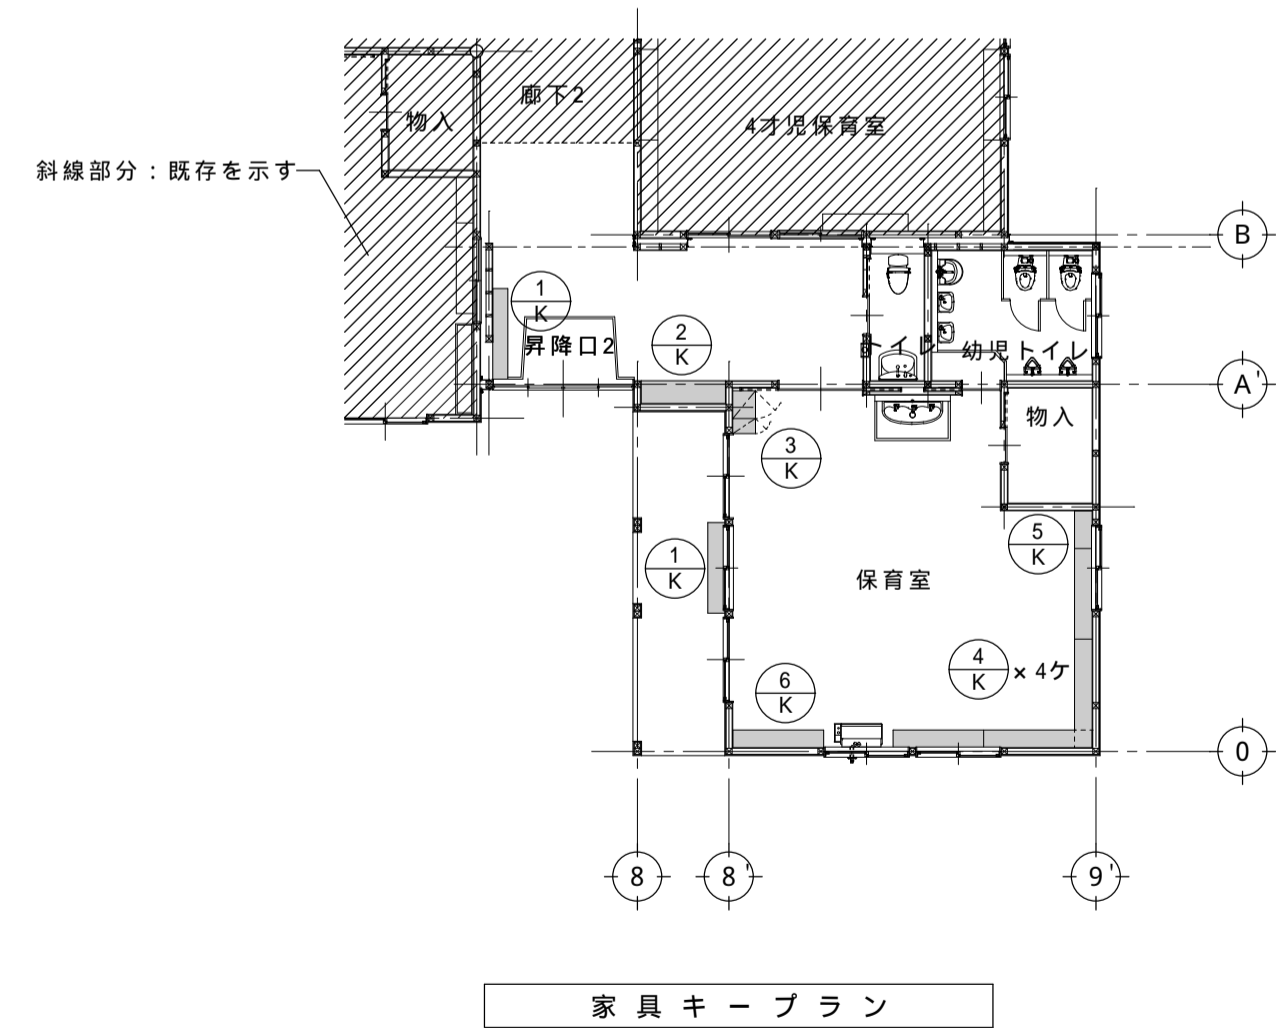 廊下2
物入
4才児保育室
斜線部分：既存を示す
B
1
K
2
K
昇降口2
トイレ
幼児トイレ
A'
物入
3
K
5
K
1
K
保育室
4
K
×4ケ
6
K
0
8
8'
9'
家具キープラン